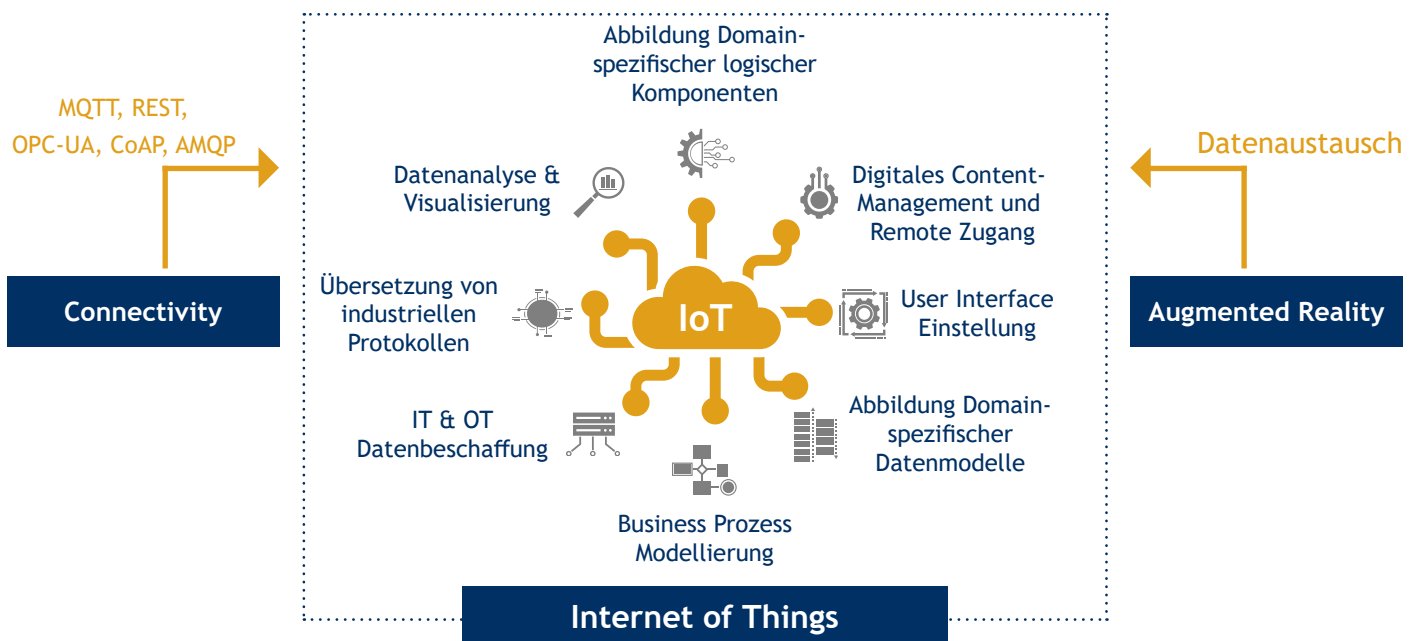 MQTT, REST,
OPC-UA, CoAP, AMQP
Connectivity
Abbildung Domain-
spezifischer logischer
Komponenten
Datenanalyse &
Visualisierung
Digitales Content-
Management und
Remote Zugang
Übersetzung von
industriellen
Protokollen
IoT
User Interface
Einstellung
IT & OT
Datenbeschaffung
Abbildung Domain-
spezifischer
Datenmodelle
Business Prozess
Modellierung
Internet of Things
Datenaustausch
Augmented Reality